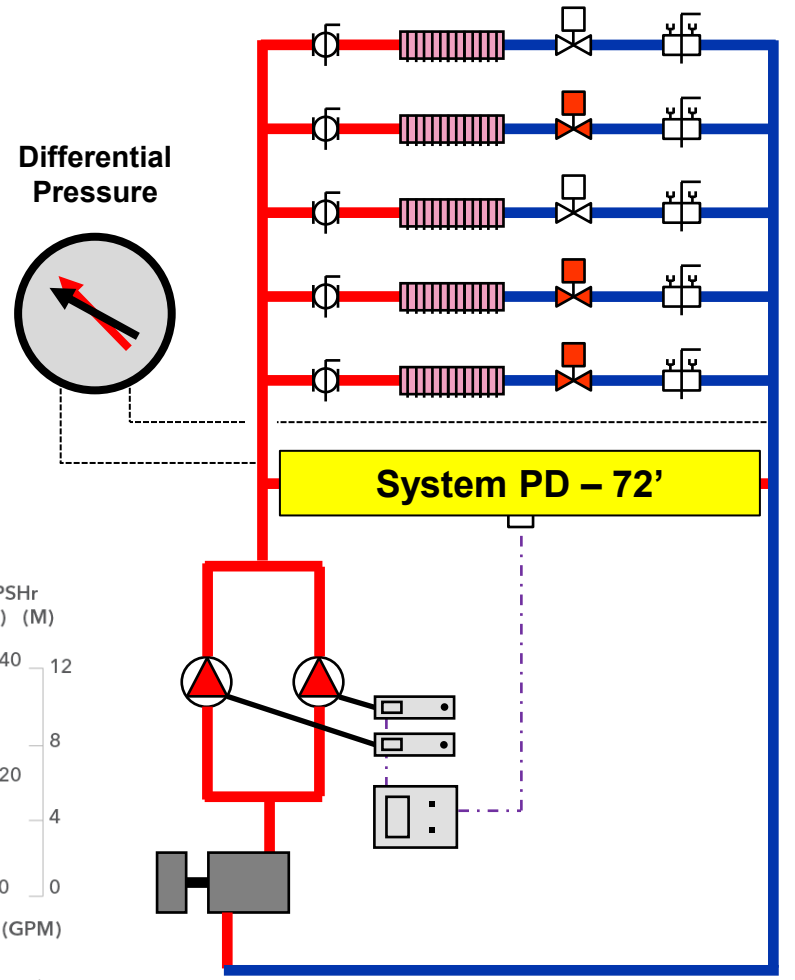 Differential
Pressure
System PD – 72’
PSHr
) (M)
40 12
8
20
4
0 0
(GPM)